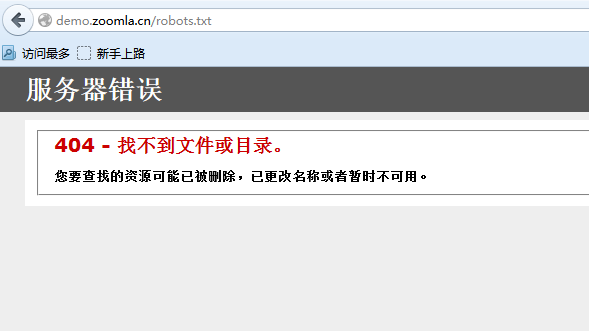 demo.zoomla.cn/robots.txt
访问最多 新手上路
服务器错误
404 - 找不到文件或目录。
您要查找的资源可能已被删除，已更改名称或者暂时不可用。